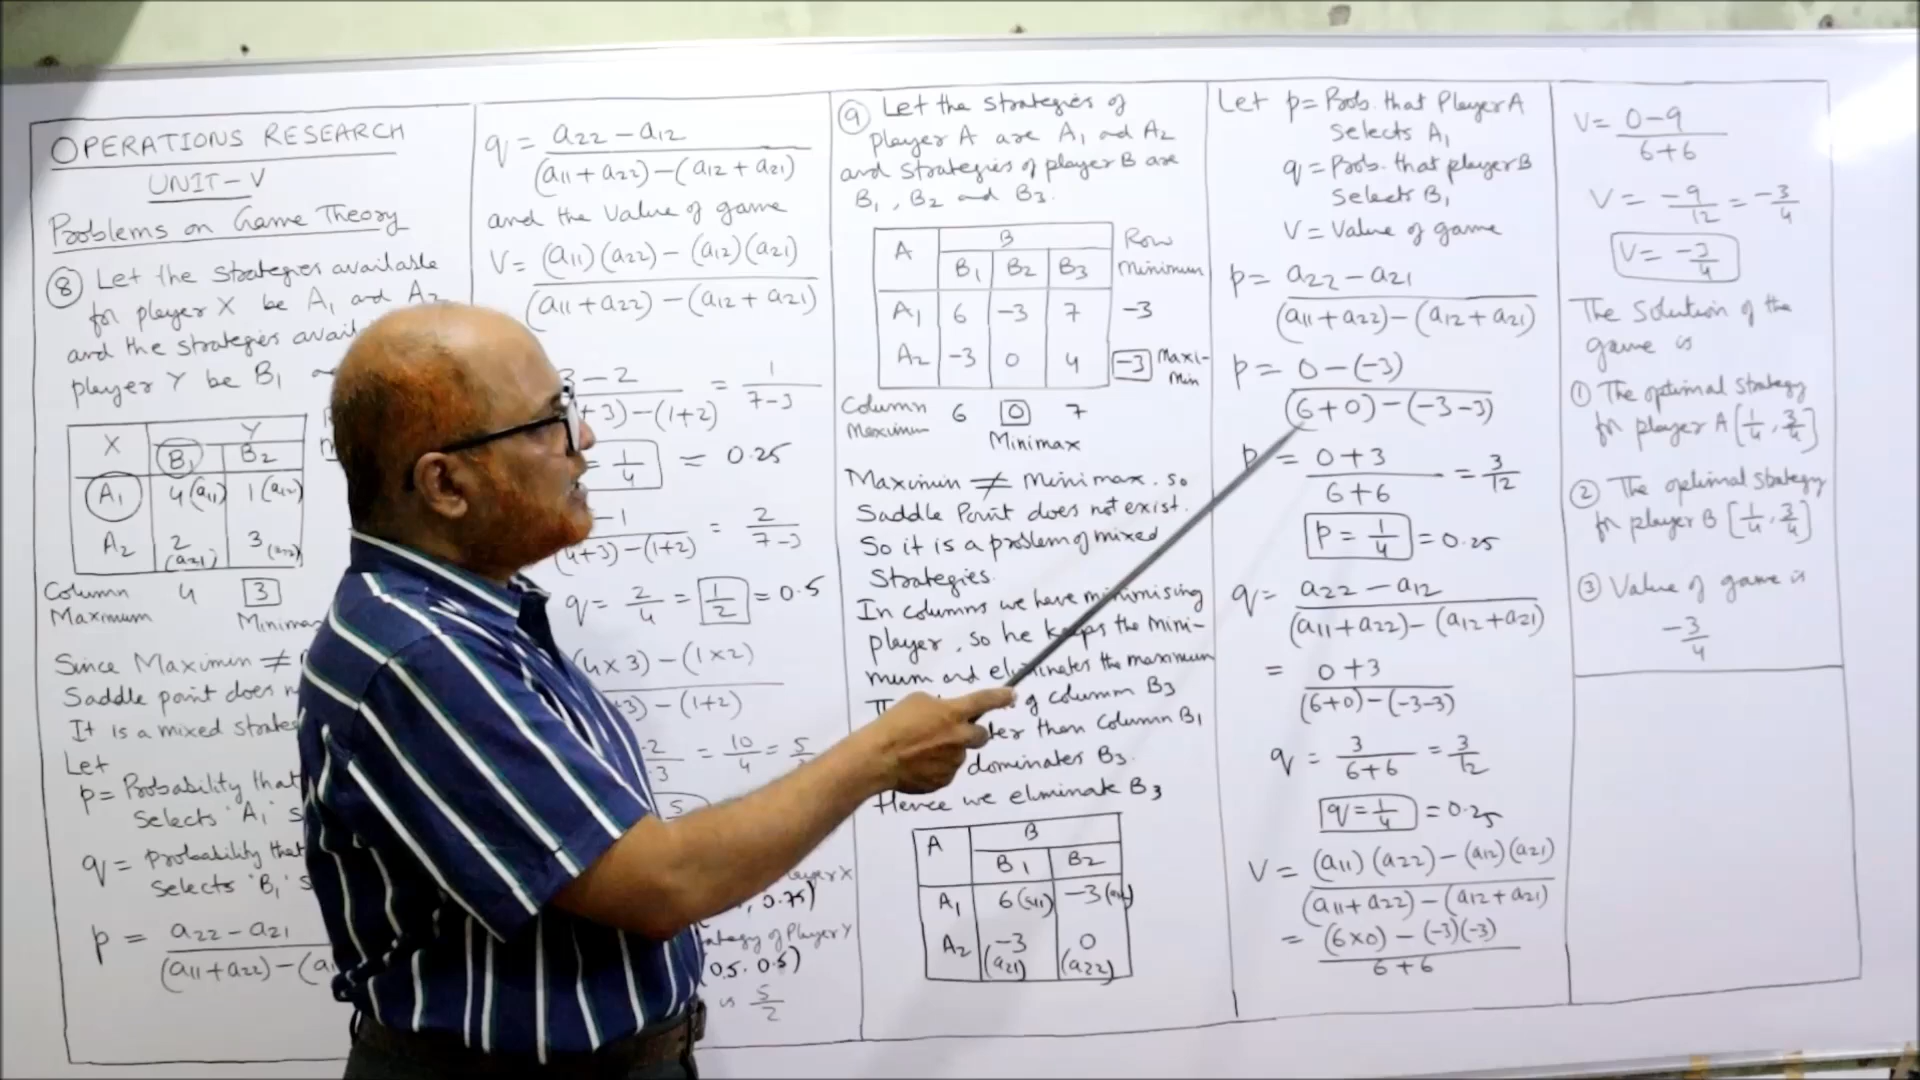 OPERATIONS RESEARCH
UNIT-V
Problems on Game Theory
⑧ Let the strategies available
for player X be A1 and A2
and the strategies
player Y be B1
X Y
B1 B2
A1 4(a11) 1(a12)
A2 2(a21) 3(a22)
Column Maximum 4 3
Minimax
Since Maximin ≠
Saddle point does
It is a mixed
Let
p = Probability that
selects 'A1'
q = Probability that
selects 'B1'
p = a22 - a21
(a11 + a22) - (
q = a22 - a12
(a11 + a22) - (a12 + a21)
and the value of game
V = (a11)(a22) - (a12)(a21)
(a11 + a22) - (a12 + a21)
3 - 2 = 1
+ 3) - (1+2) 7-3
= 1/4 = 0.25
- 1 = 2
(4+3) - (1+2) 7-3
q = 2/4 = 1/2 = 0.5
(4x3) - (1x2)
+3) - (1+2)
-2 = 10/4 = 5/
-3
5
Player X
, 0.75)
of Player Y
(0.5, 0.5)
is 5/2
⑨ Let the strategies of
player A are A1 and A2
and strategies of player B are
B1, B2 and B3.
A B Row Minimum
B1 B2 B3
A1 6 -3 7 -3
A2 -3 0 4 -3 Maxi-Min
Column Maximum 6 0 7
Minimax
Maximin ≠ Minimax. So
Saddle Point does not exist.
So it is a problem of mixed
Strategies.
In columns we have minimising
player, so he keeps the mini-
mum and eliminates the maximum
column B3
than column B1
dominates B3.
Hence we eliminate B3
A B
B1 B2
A1 6(a11) -3(a12)
A2 -3(a21) 0(a22)
Let p = Prob. that Player A
selects A1
q = Prob. that player B
selects B1
V = Value of game
p = a22 - a21
(a11 + a22) - (a12 + a21)
p = 0 - (-3)
(6+0) - (-3-3)
p = 0+3 = 3/12
6+6
p = 1/4 = 0.25
q = a22 - a12
(a11 + a22) - (a12 + a21)
= 0+3
(6+0) - (-3-3)
q = 3 = 3/12
6+6
q = 1/4 = 0.25
V = (a11)(a22) - (a12)(a21)
(a11 + a22) - (a12 + a21)
= (6x0) - (-3)(-3)
6+6
V = 0-9
6+6
V = -9/12 = -3/4
V = -3/4
The Solution of the
game is
① The optimal strategy
for player A [1/4, 3/4]
② The optimal strategy
for player B [1/4, 3/4]
③ Value of game is
-3/4